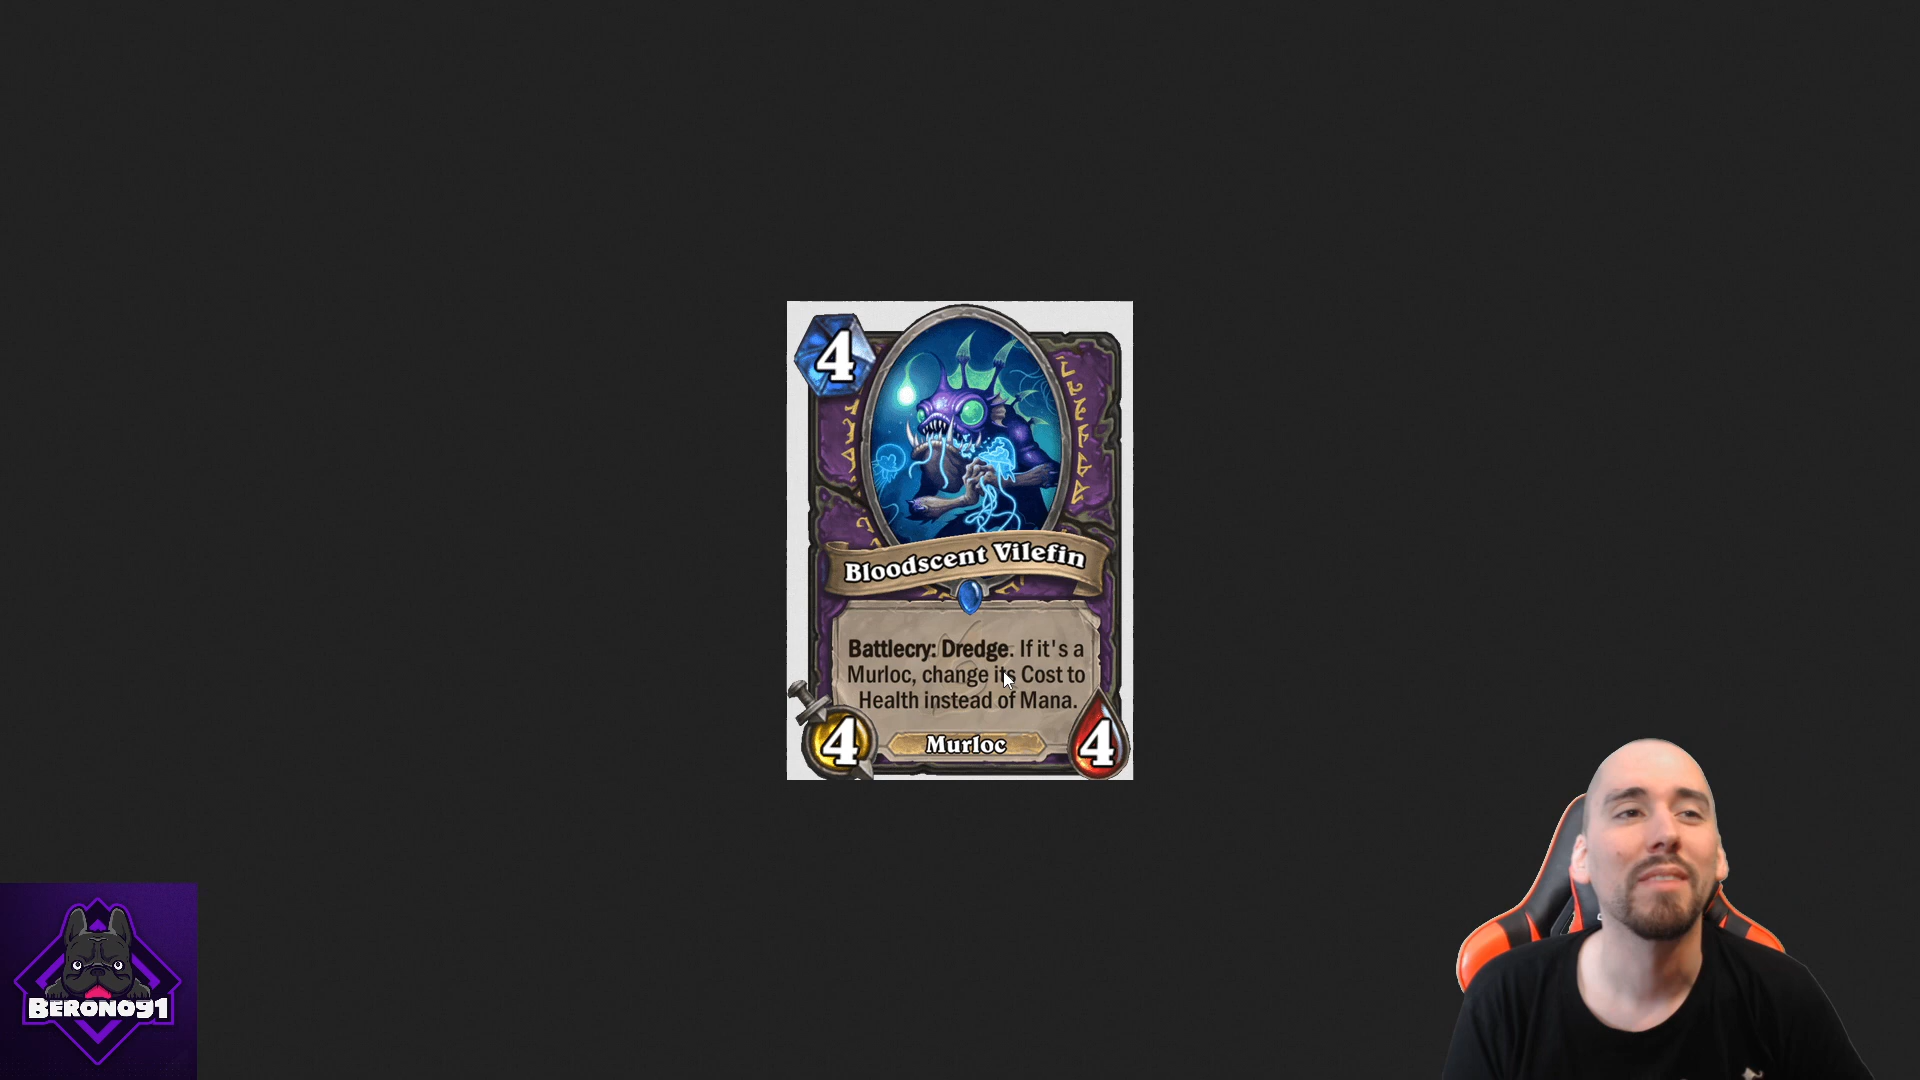 4
Bloodscent Vilefin
Battlecry: Dredge. If it's a
Murloc, change its Cost to
Health instead of Mana.
4 Murloc 4
BERONO91